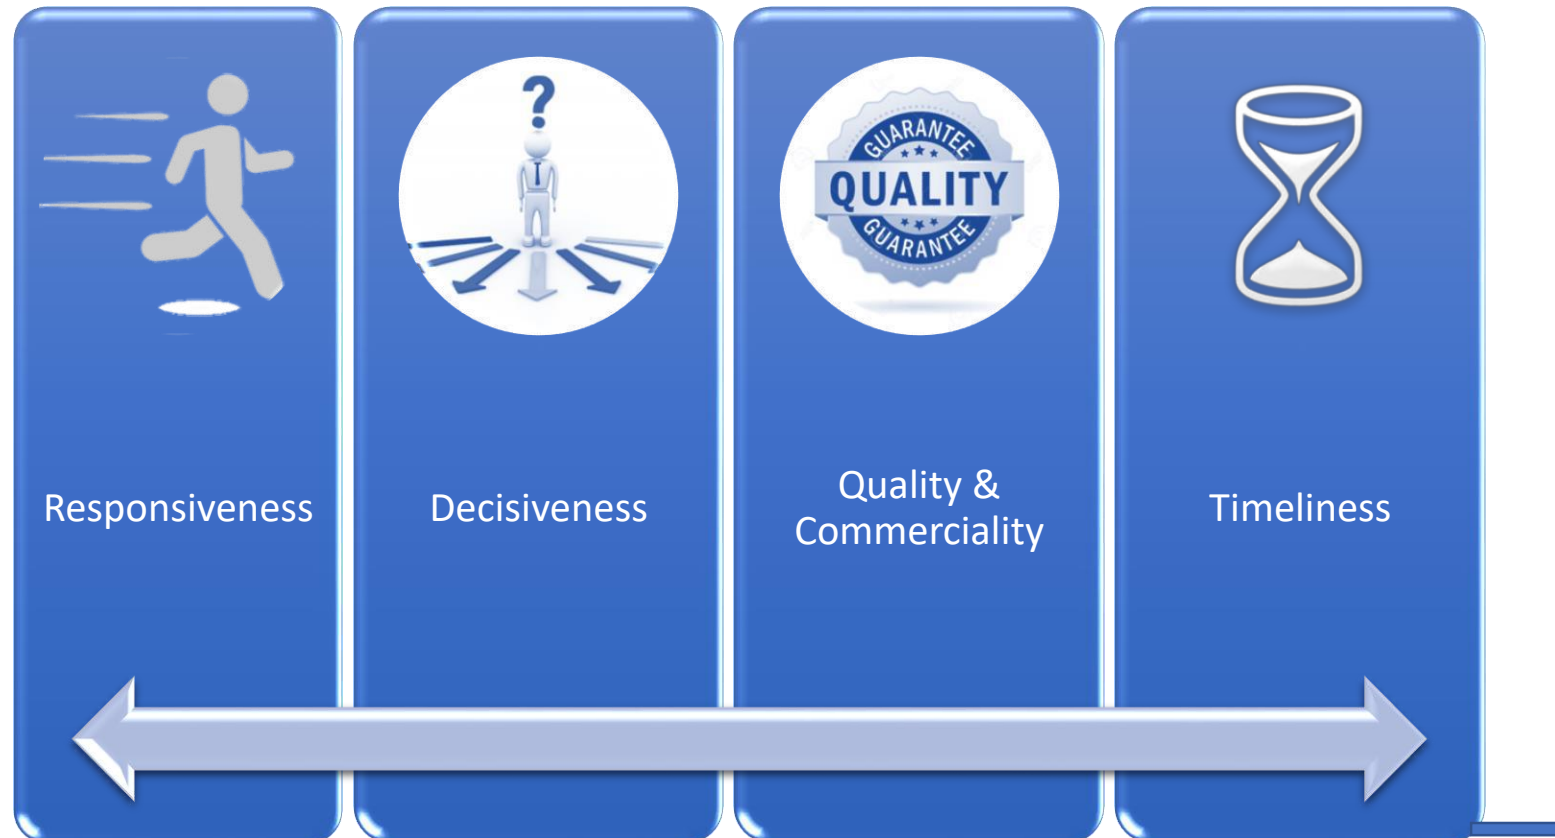 ?
GUARANTEE
QUALITY
GUARANTEE
Responsiveness
Decisiveness
Quality &
Commerciality
Timeliness